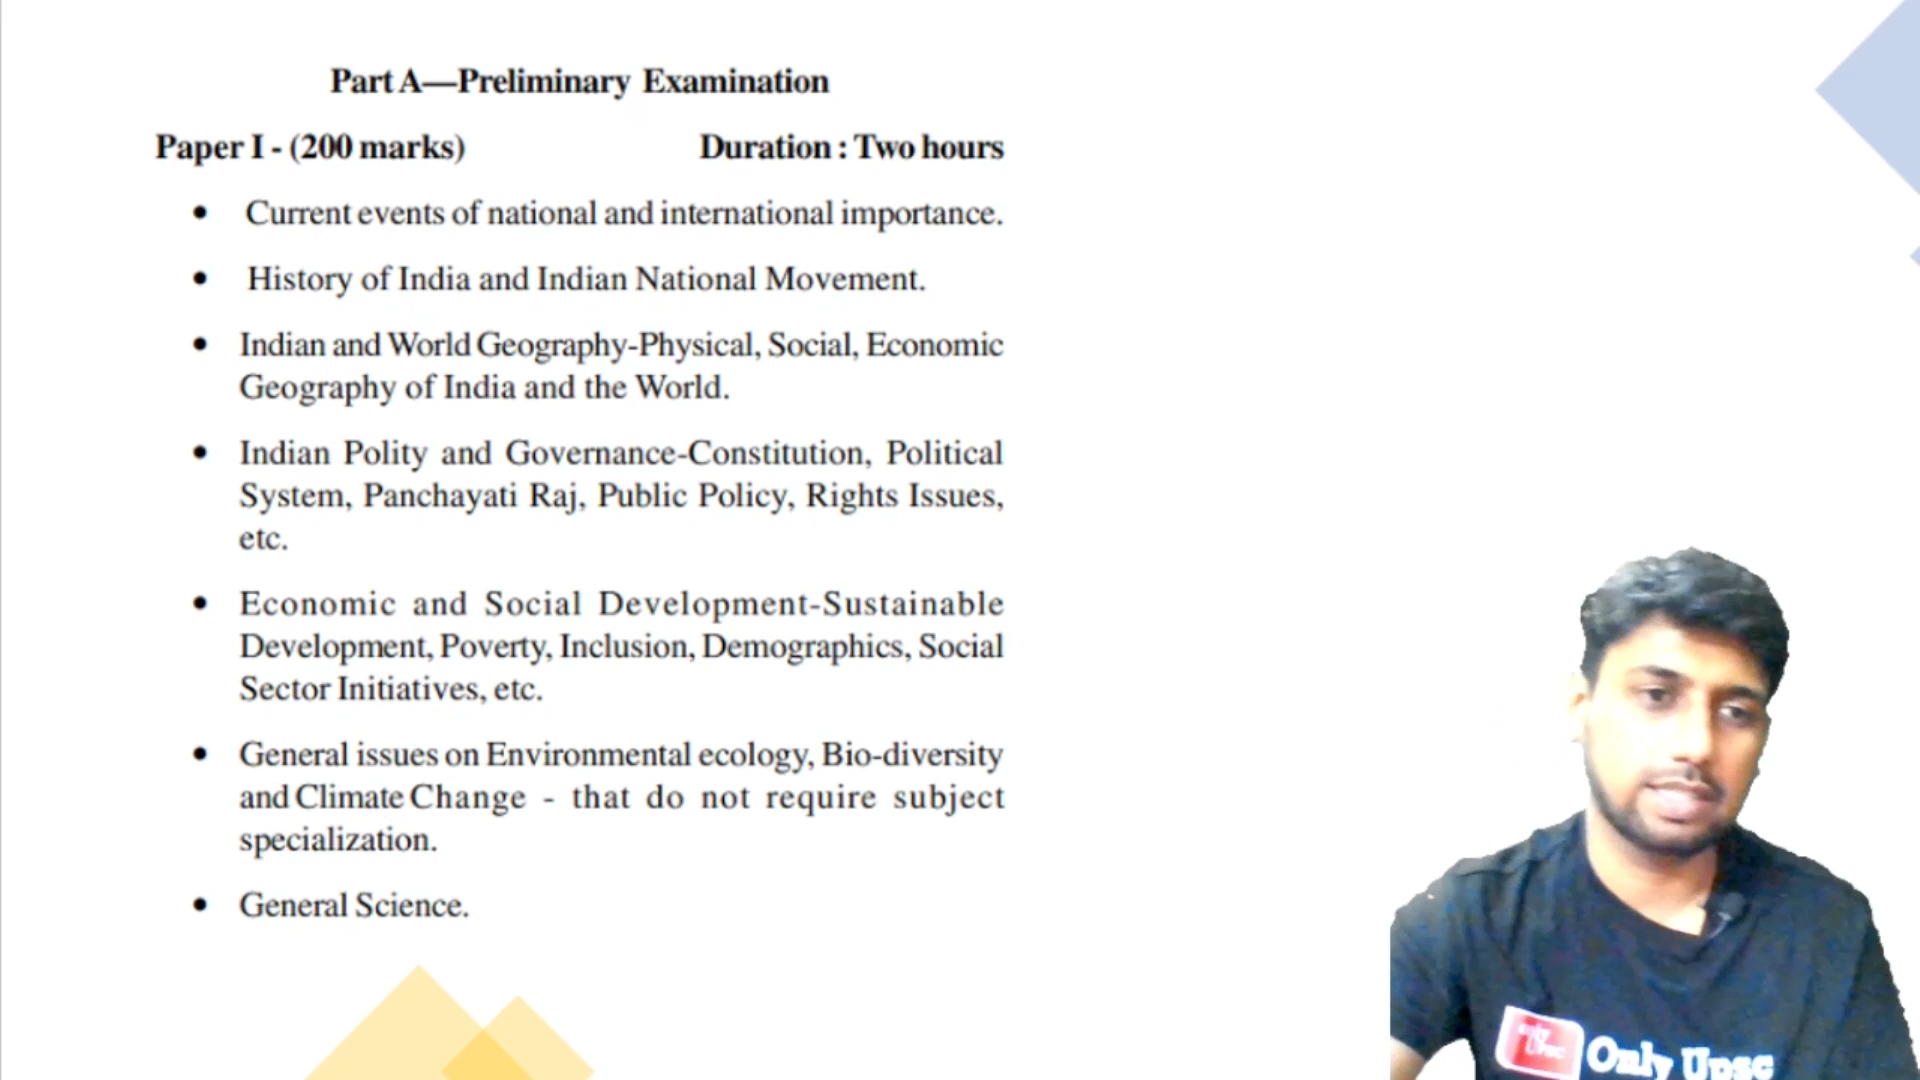 Part A—Preliminary Examination
Paper I - (200 marks) Duration : Two hours
• Current events of national and international importance.
• History of India and Indian National Movement.
• Indian and World Geography-Physical, Social, Economic
Geography of India and the World.
• Indian Polity and Governance-Constitution, Political
System, Panchayati Raj, Public Policy, Rights Issues,
etc.
• Economic and Social Development-Sustainable
Development, Poverty, Inclusion, Demographics, Social
Sector Initiatives, etc.
• General issues on Environmental ecology, Bio-diversity
and Climate Change - that do not require subject
specialization.
• General Science.
Only Upsc
Only Upsc